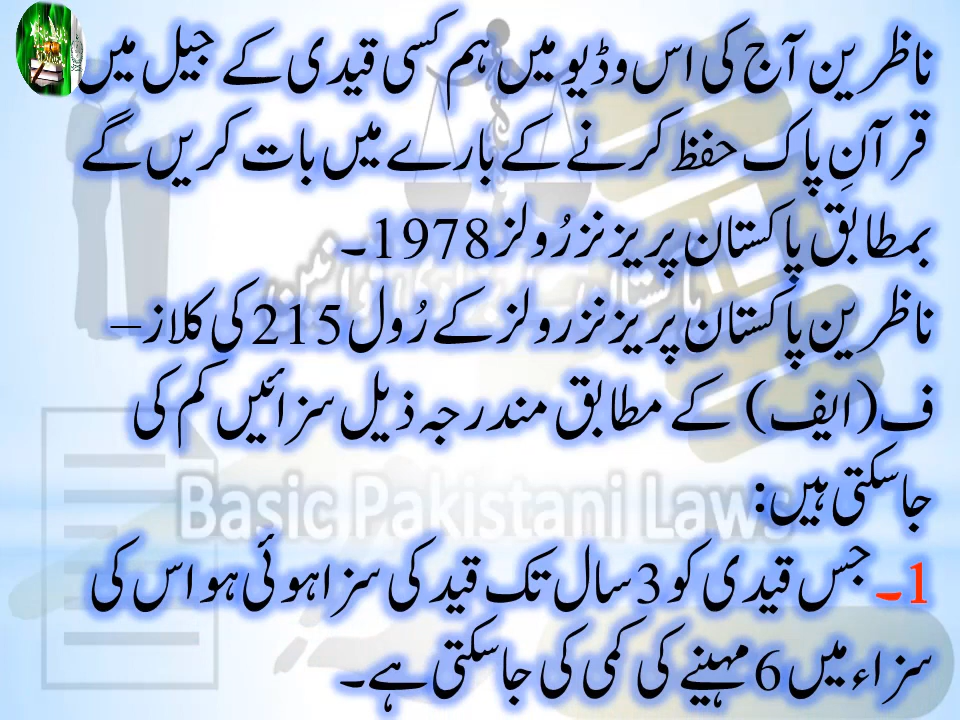 ناظرین آج کی اس وڈیو میں ہم کسی قیدی کے جیل میں
قرآنِ پاک حفظ کرنے کے بارے میں بات کریں گے
بمطابق پاکستان پریزنز رُولز 1978۔
ناظرین پاکستان پریزنز رولز کے رُول 215 کی کلاز –
ف( ایف) کے مطابق مندرجہ ذیل سزائیں کم کی
جاسکتی ہیں:
1۔ جس قیدی کو 3 سال تک قید کی سزا ہوئی ہو اس کی
سزاء میں 6 مہینے کی کمی کی جاسکتی ہے۔
Basic Pakistani Laws